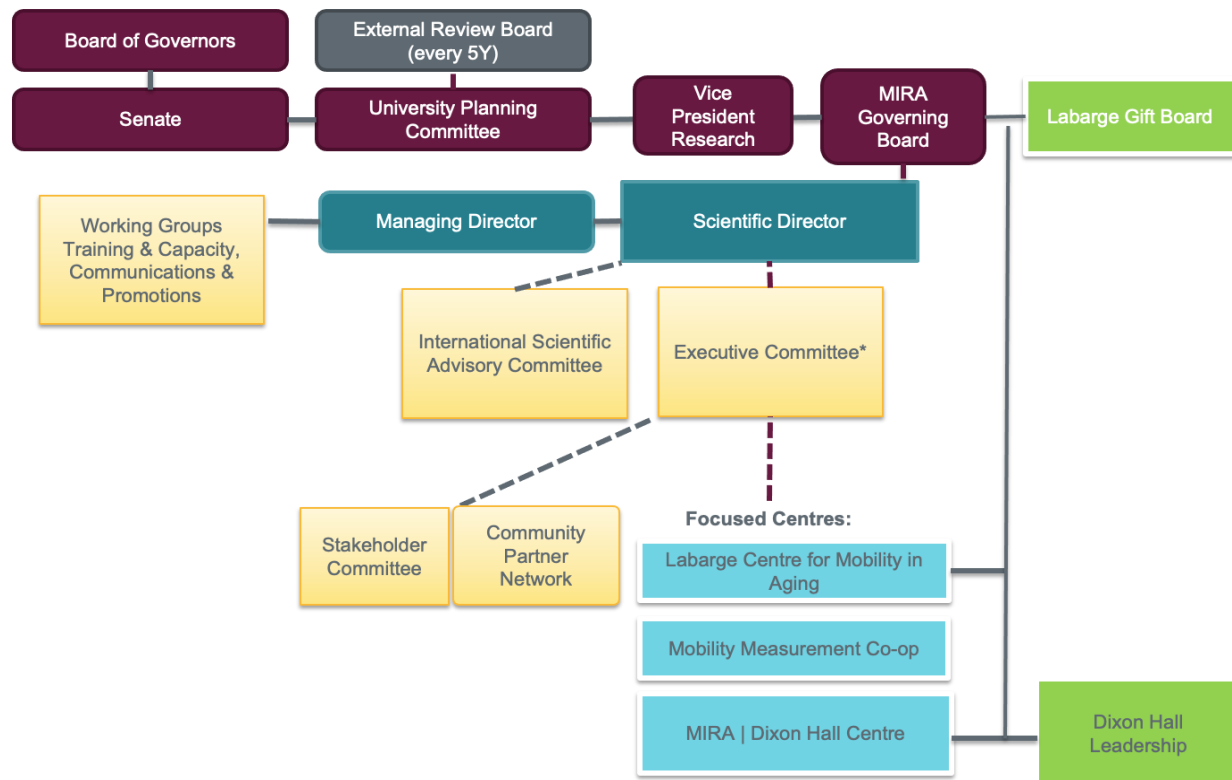 Board of Governors
External Review Board
(every 5Y)
Senate
University Planning
Committee
Vice
President
Research
MIRA
Governing
Board
Labarge Gift Board
Working Groups
Training & Capacity,
Communications &
Promotions
Managing Director
Scientific Director
International Scientific
Advisory Committee
Executive Committee*
Stakeholder
Committee
Community
Partner
Network
Focused Centres:
Labarge Centre for Mobility in
Aging
Mobility Measurement Co-op
MIRA | Dixon Hall Centre
Dixon Hall
Leadership